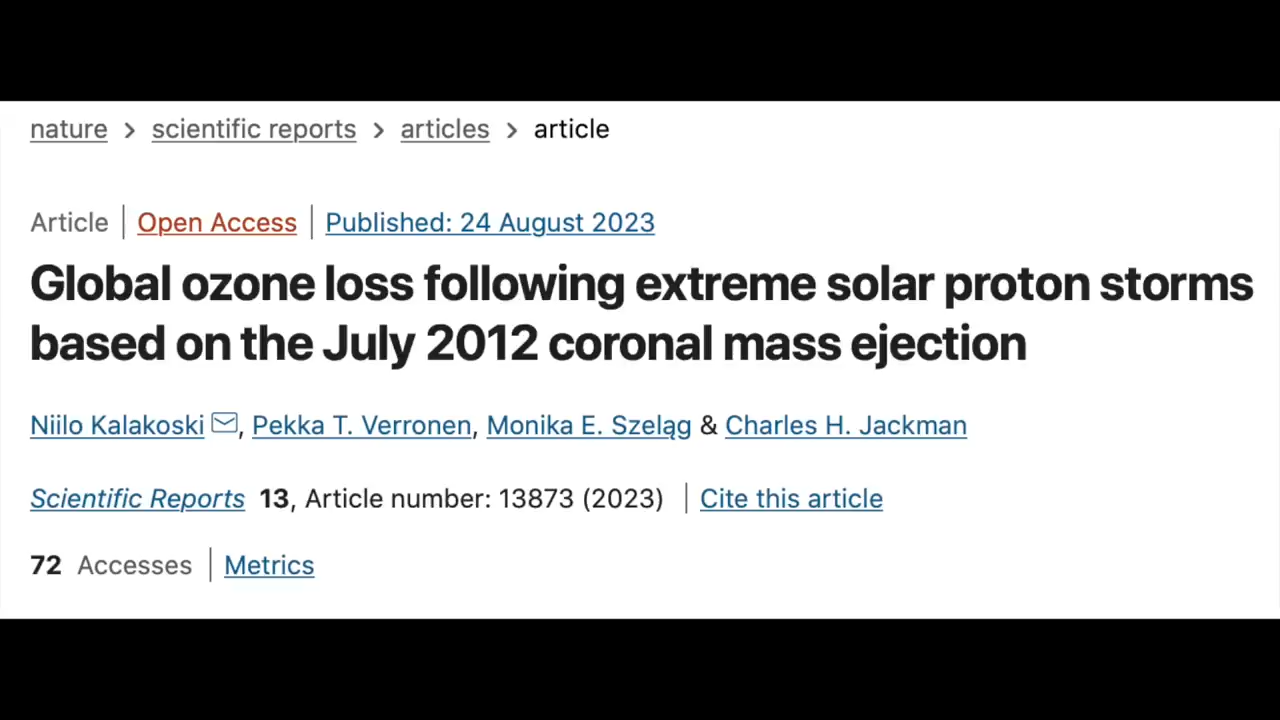 nature > scientific reports > articles > article
Article | Open Access | Published: 24 August 2023
Global ozone loss following extreme solar proton storms
based on the July 2012 coronal mass ejection
Niilo Kalakoski, Pekka T. Verronen, Monika E. Szeląg & Charles H. Jackman
Scientific Reports 13, Article number: 13873 (2023) | Cite this article
72 Accesses | Metrics